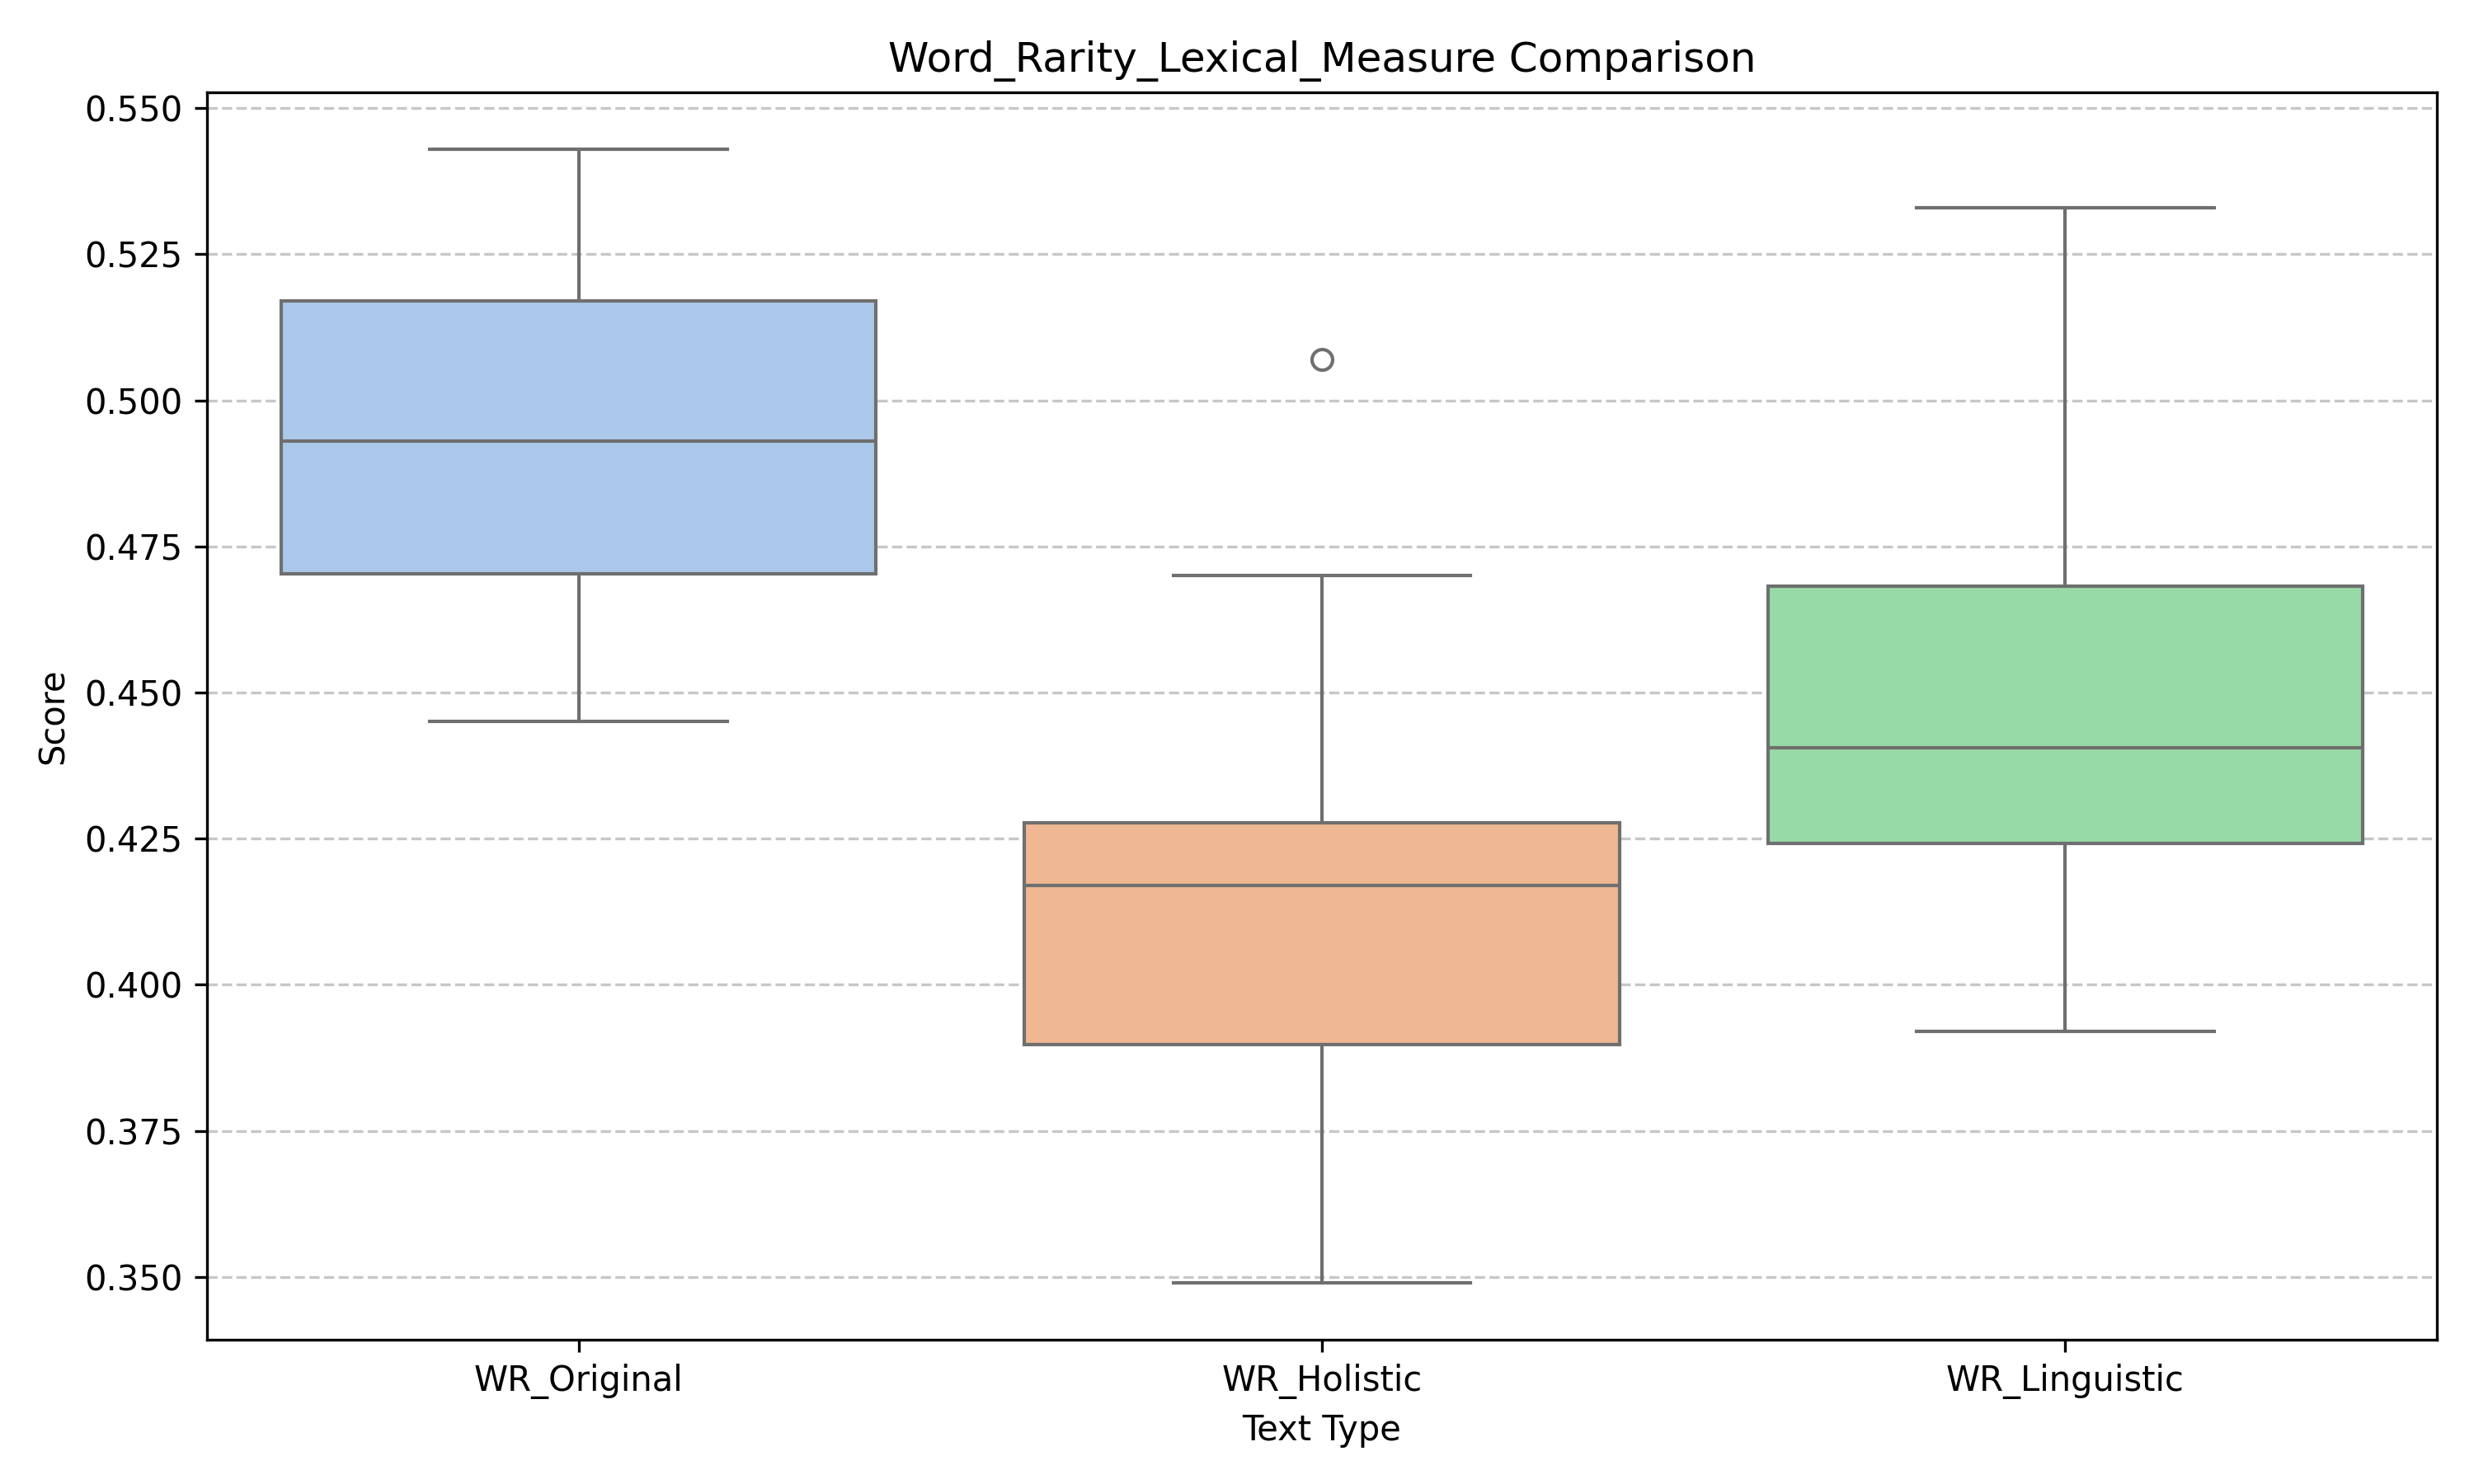 Word_Rarity_Lexical_Measure Comparison
0.550
0.525
0.500
0.475
0.450
0.425
0.400
0.375
0.350
Score
WR_Original
WR_Holistic
WR_Linguistic
Text Type